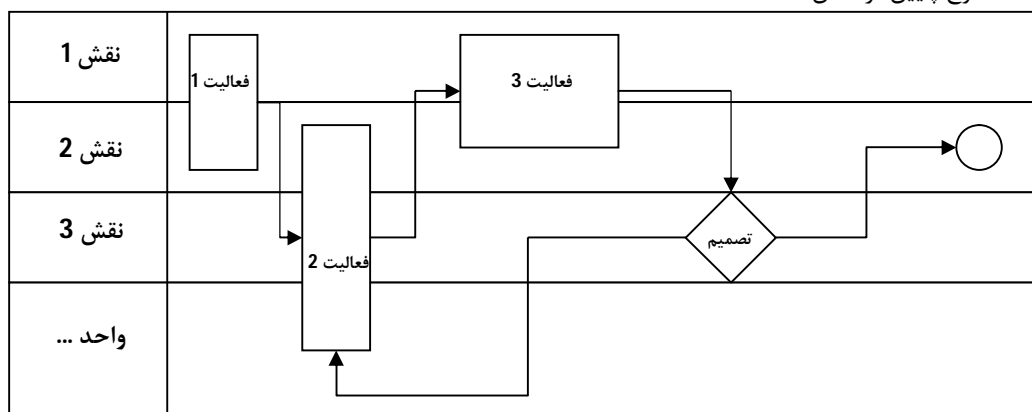 نقش 1
فعالیت 1
فعالیت 3
نقش 2
نقش 3
تصمیم
فعالیت 2
واحد ...